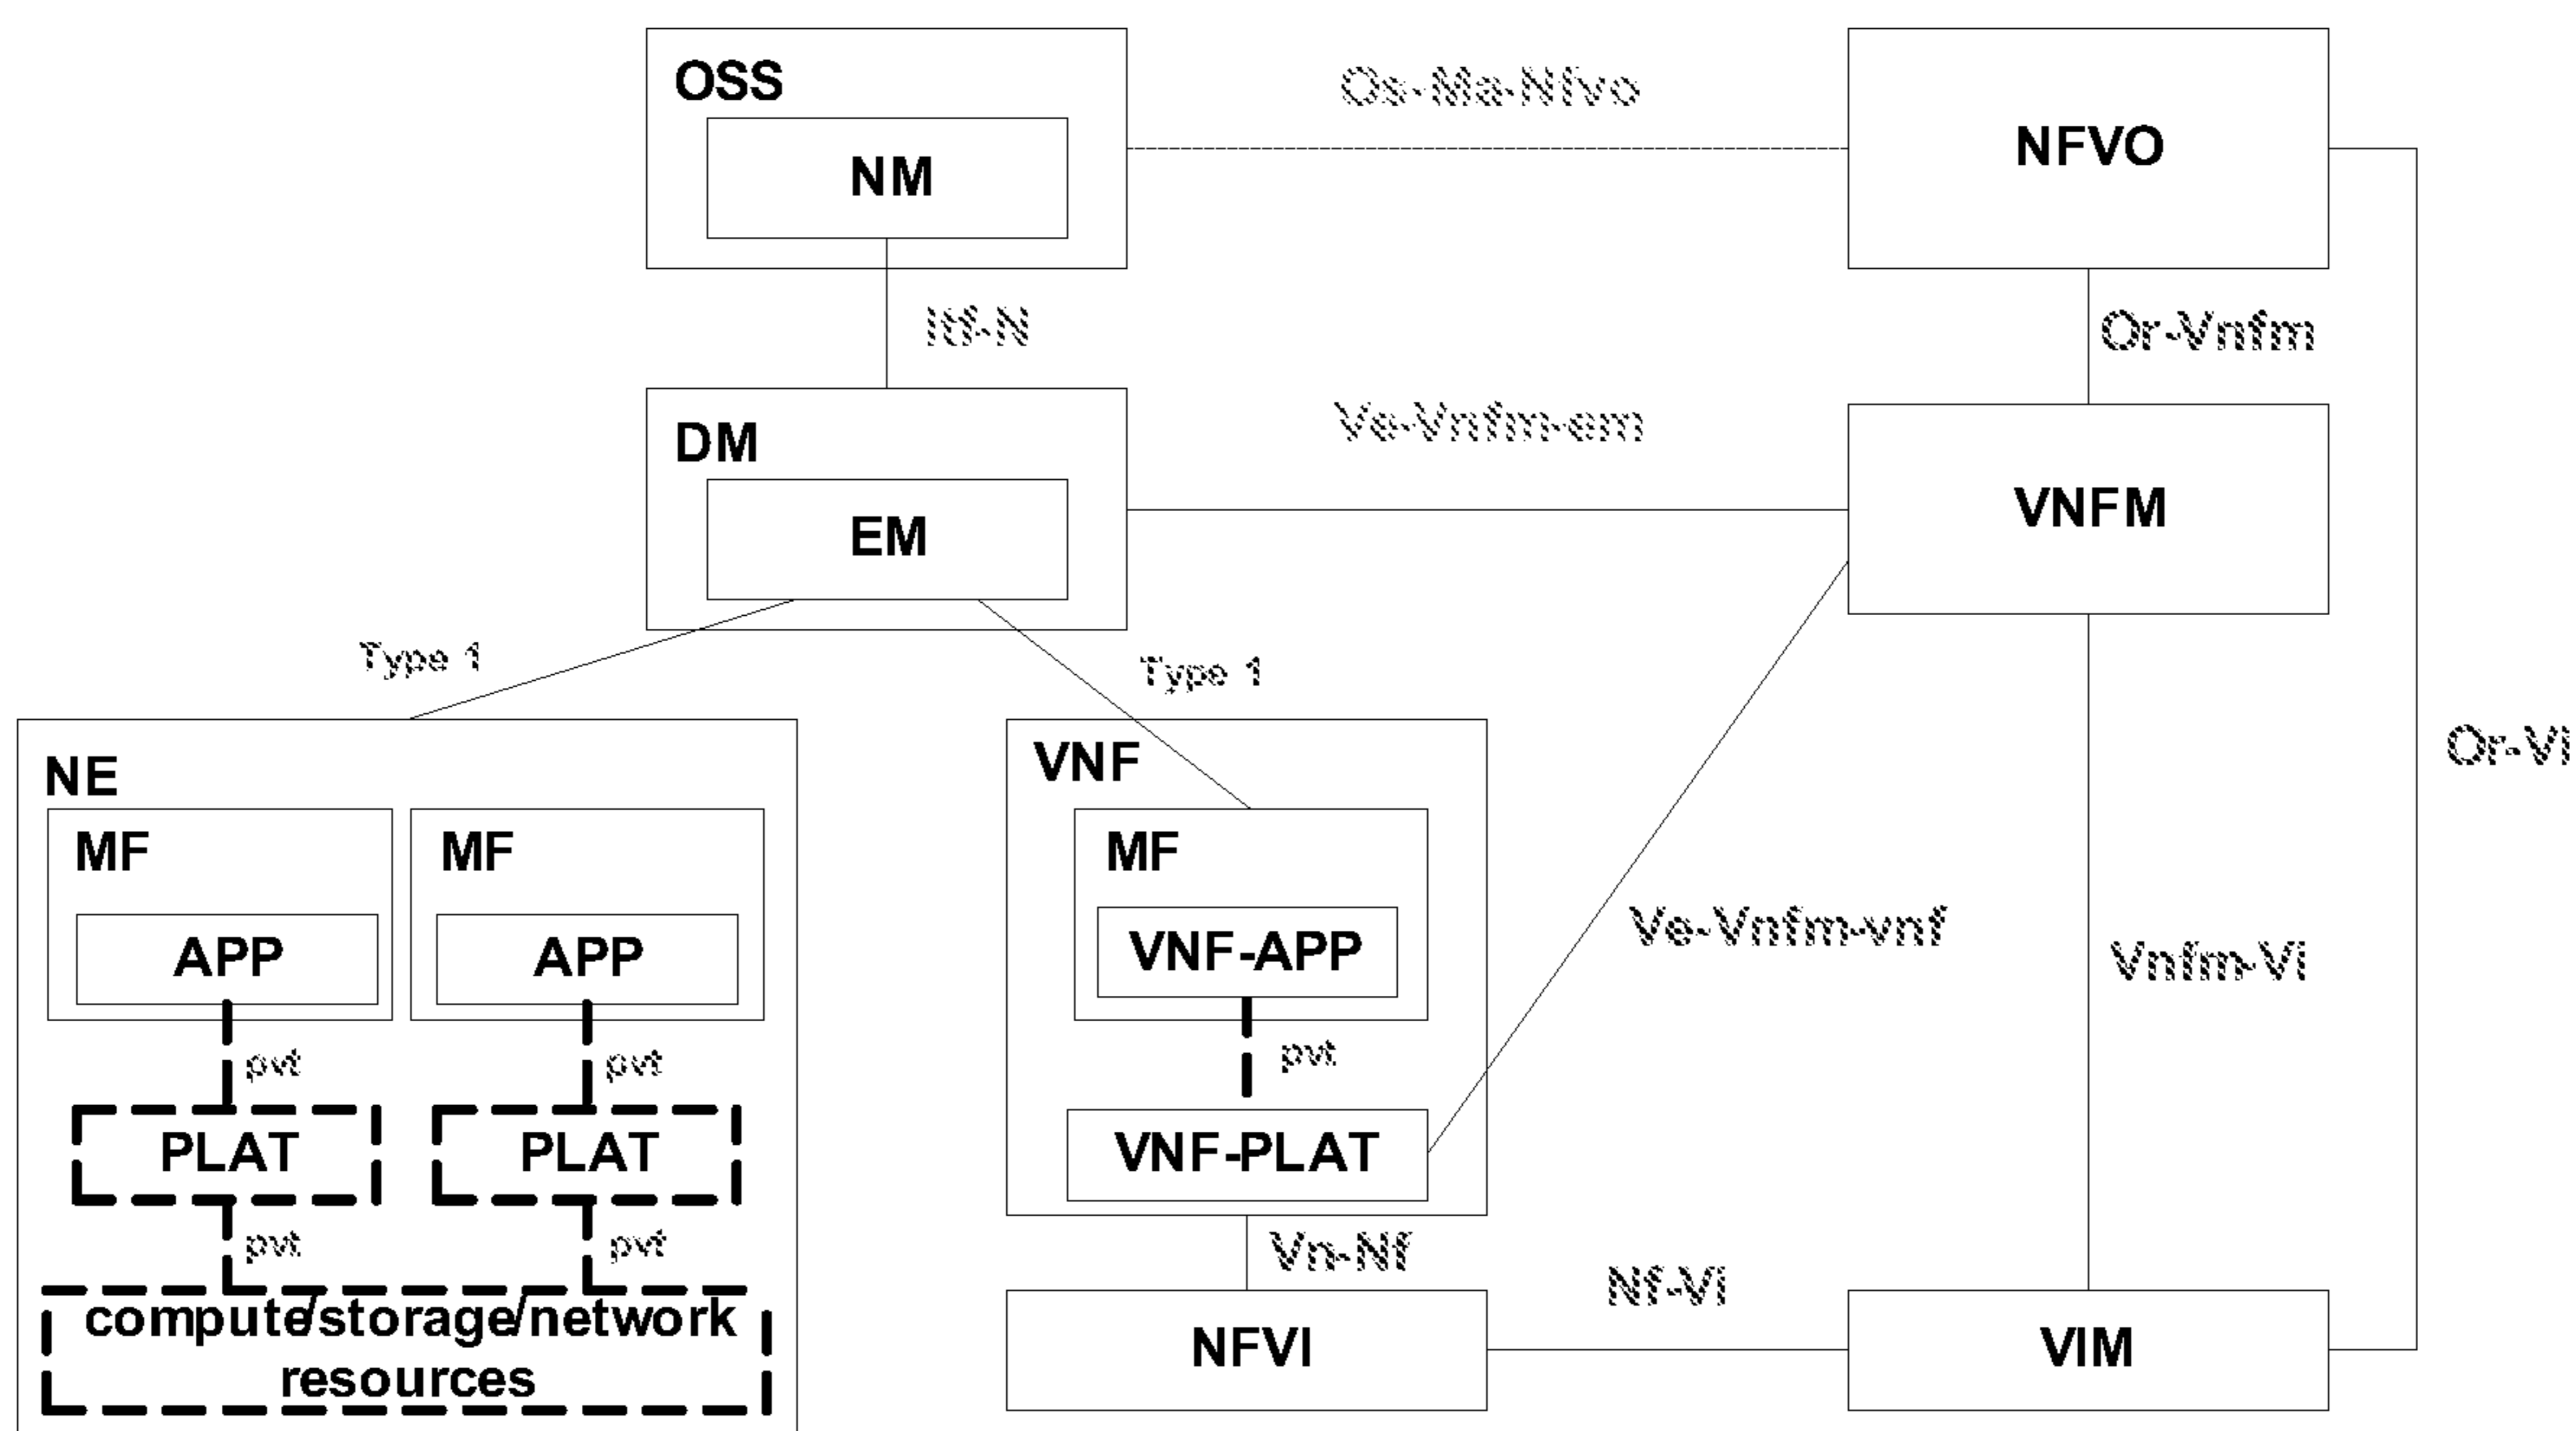 OSS
Os-Ma-Nfvo
NM
NFVO
Itf-N
Or-Vnfm
DM
Ve-Vnfm-em
EM
VNFM
Type 1
Type 1
Or-Vi
NE
VNF
MF
MF
MF
APP
APP
VNF-APP
Ve-Vnfm-vnf
Vnfm-Vi
pvt
pvt
pvt
PLAT
PLAT
VNF-PLAT
pvt
pvt
Vn-Nf
Nf-Vi
compute/storage/network
resources
NFVI
VIM